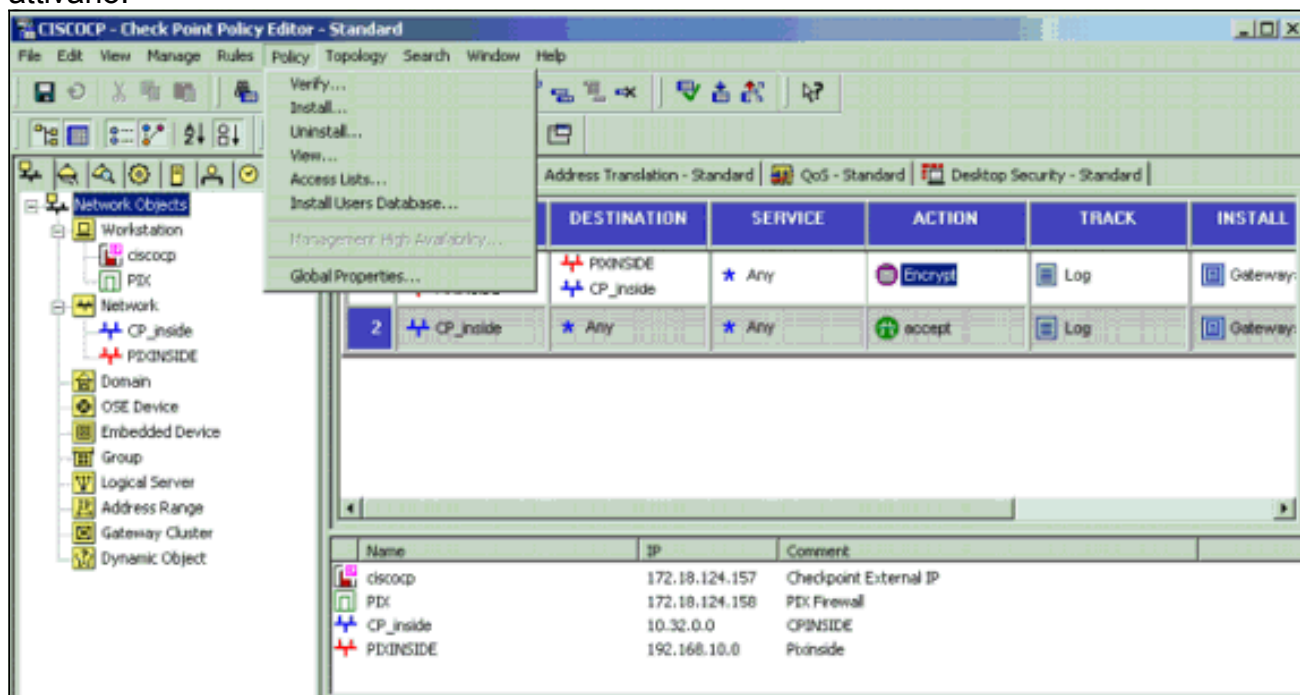 attivarlo.
CISCOCP - Check Point Policy Editor - Standard
File Edit View Manage Rules Policy Topology Search Window Help
Verify...
Install...
Uninstall...
View...
Access Lists...
Install Users Database...
Management High Availability...
Global Properties...
Address Translation - Standard QoS - Standard Desktop Security - Standard
Network Objects
Workstation
ciscocp
PIX
Network
CP_inside
PIXINSIDE
Domain
OSE Device
Embedded Device
Group
Logical Server
Address Range
Gateway Cluster
Dynamic Object
DESTINATION SERVICE ACTION TRACK INSTALL
PIXINSIDE
CP_inside
Any Encrypt Log Gateway
2 CP_inside Any Any accept Log Gateway
Name IP Comment
ciscocp 172.18.124.157 Checkpoint External IP
PIX 172.18.124.158 PIX Firewall
CP_inside 10.32.0.0 CPINSIDE
PIXINSIDE 192.168.10.0 Pixinside